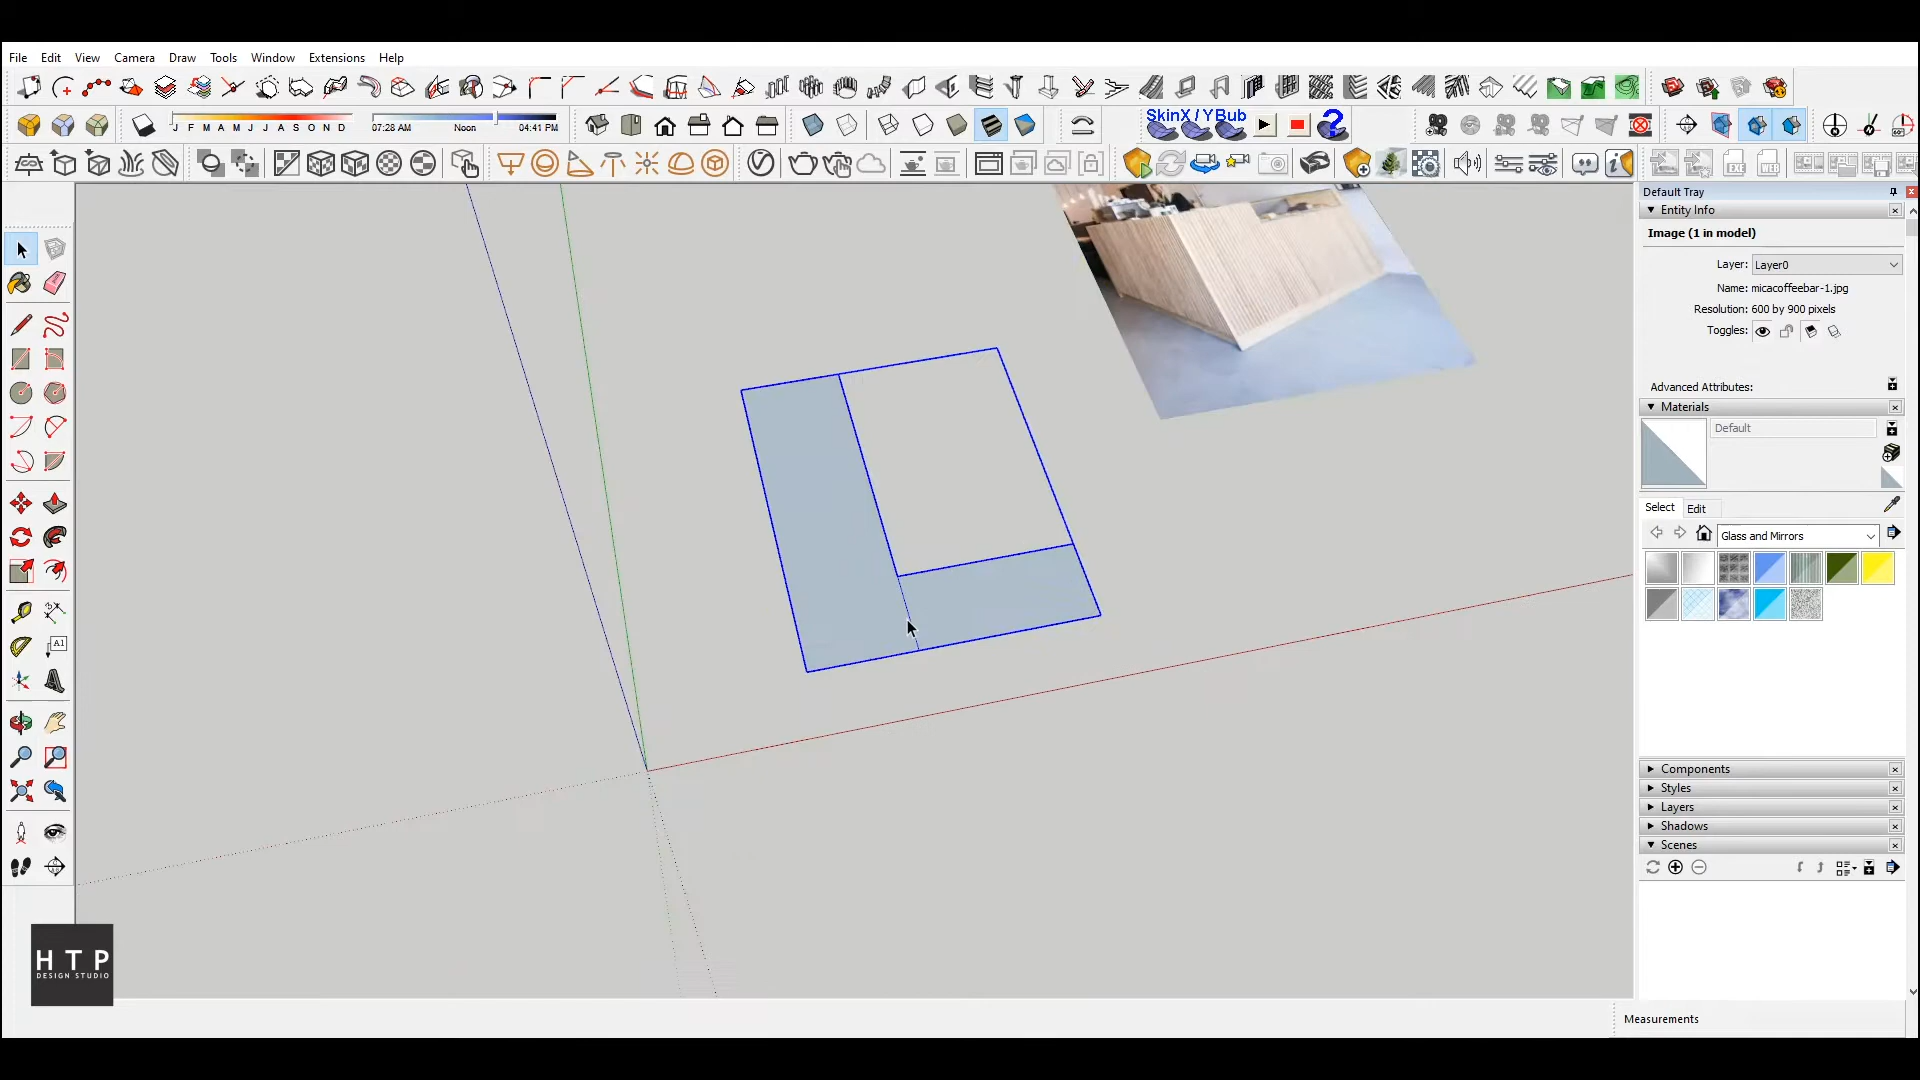 File Edit View Camera Draw Tools Window Extensions Help
J F M A M J J A S O N D
07:28 AM Noon 04:41 PM
SkinX / YBub
Default Tray
Entity Info
Image (1 in model)
Layer: Layer0
Name: micacoffeebar-1.jpg
Resolution: 600 by 900 pixels
Toggles:
Advanced Attributes:
Materials
Default
Select Edit
Glass and Mirrors
Components
Styles
Layers
Shadows
Scenes
A1
HTP
DESIGN STUDIO
Measurements